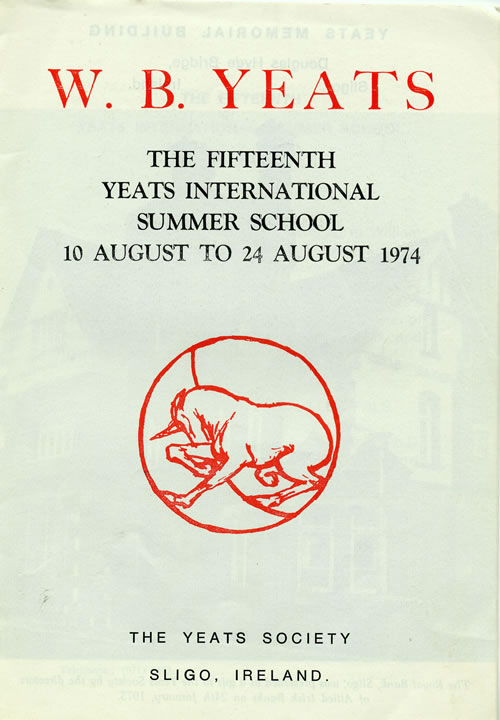 W. B. YEATS
THE FIFTEENTH
YEATS INTERNATIONAL
SUMMER SCHOOL
10 AUGUST TO 24 AUGUST 1974
THE YEATS SOCIETY
SLIGO, IRELAND.